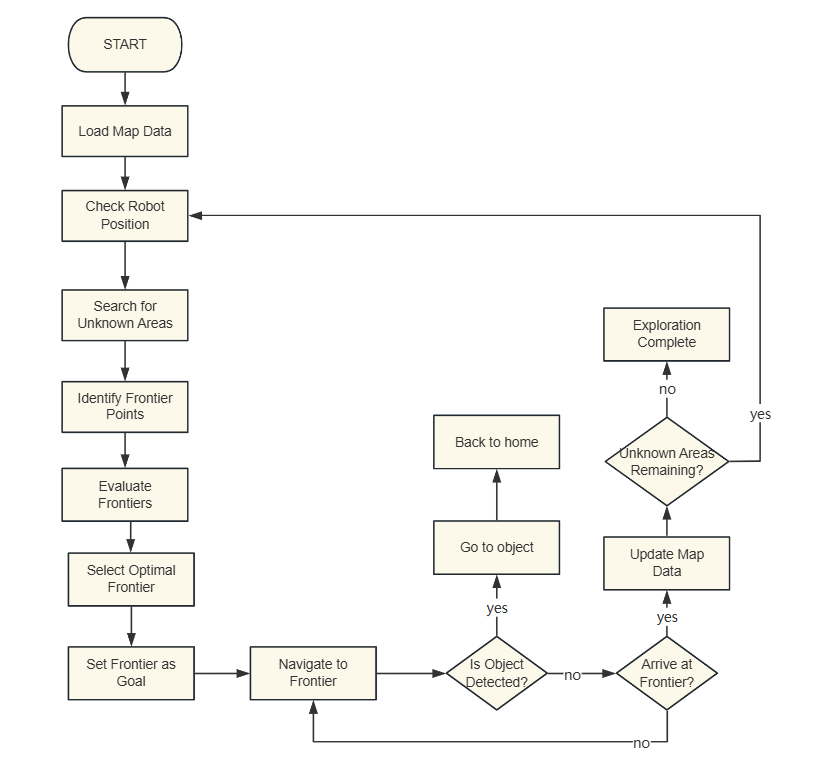 START
Load Map Data
Check Robot
Position
Search for
Unknown Areas
Identify Frontier
Points
Evaluate
Frontiers
Select Optimal
Frontier
Set Frontier as
Goal
Navigate to
Frontier
Is Object
Detected?
yes
Go to object
Back to home
no
Arrive at
Frontier?
no
yes
Update Map
Data
Unknown Areas
Remaining?
no
Exploration
Complete
yes